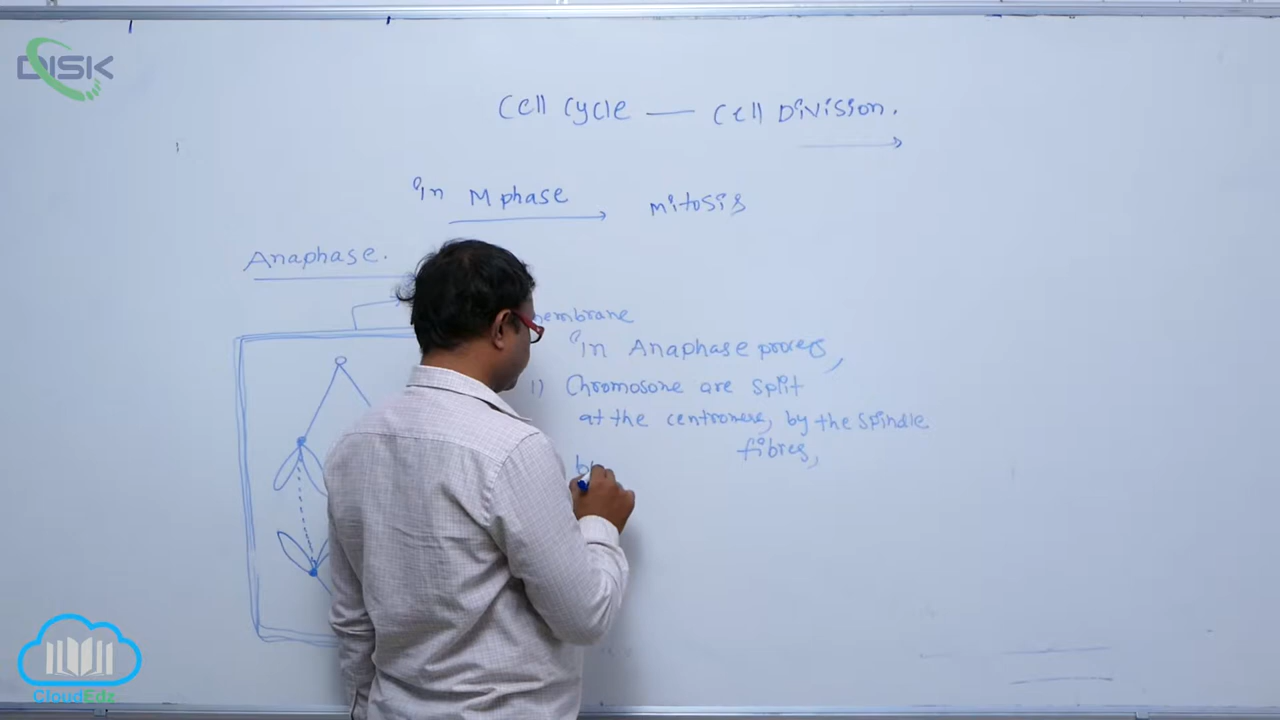 DISK
Cell Cycle — Cell Division.
in M phase mitosis
Anaphase.
membrane
in Anaphase process,
1) Chromosone are split
at the centromere, by the spindle
fibres,
CloudEdz